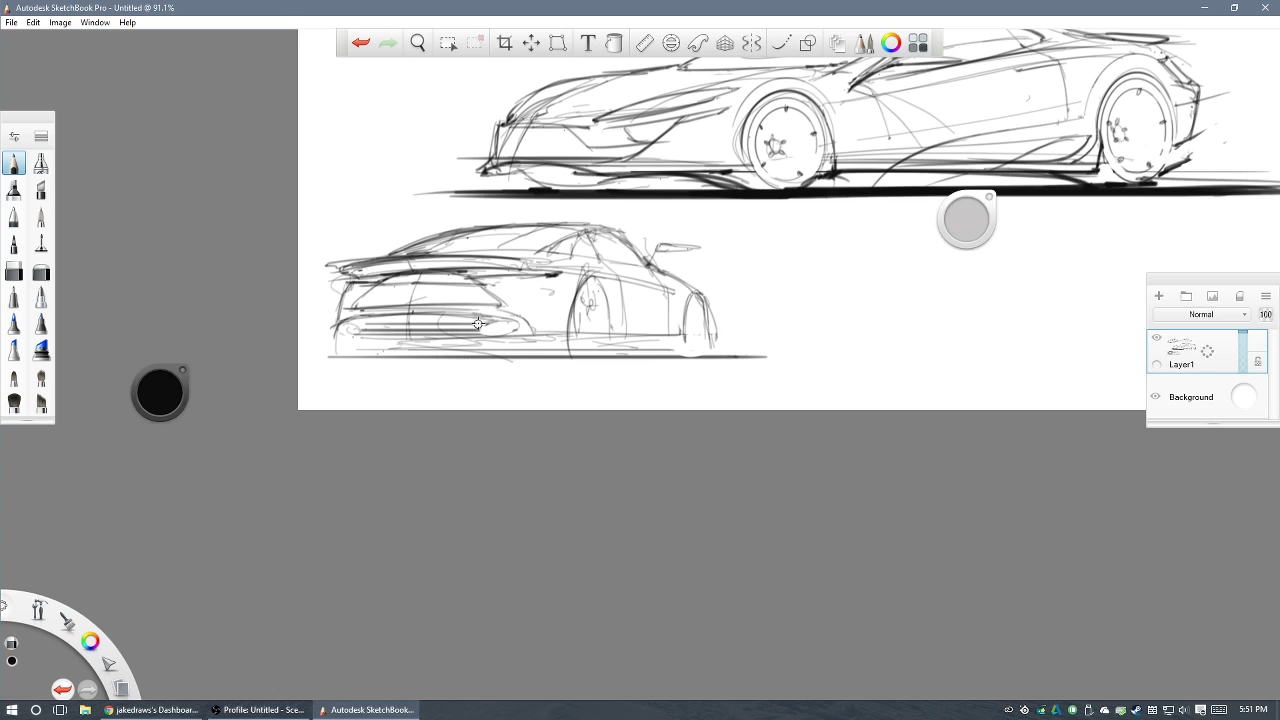 Autodesk SketchBook Pro - Untitled @ 91.1%
File Edit Image Window Help
T
Normal
100
Layer1
Background
jakedraws's Dashboar...
Profile: Untitled - Sce...
Autodesk SketchBook...
5:51 PM